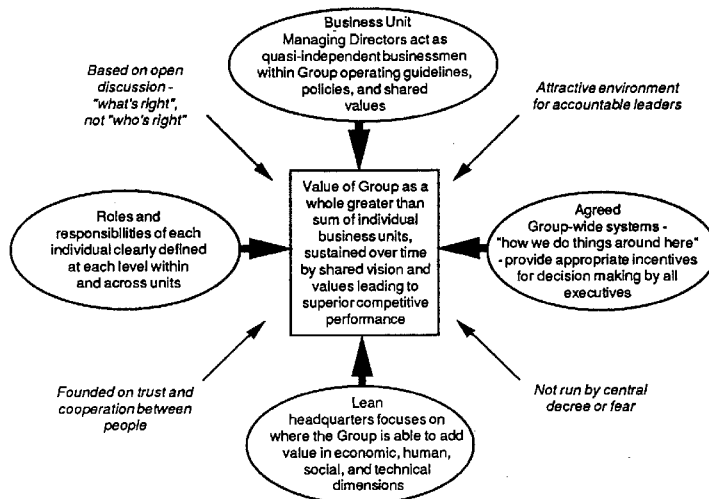 Business Unit
Managing Directors act as
quasi-independent businessmen
within Group operating guidelines,
policies, and shared
values
Based on open
discussion -
"what's right",
not "who's right"
Attractive environment
for accountable leaders
Roles and
responsibilities of each
individual clearly defined
at each level within
and across units
Value of Group as a
whole greater than
sum of individual
business units,
sustained over time
by shared vision and
values leading to
superior competitive
performance
Agreed
Group-wide systems -
"how we do things around here"
- provide appropriate incentives
for decision making by all
executives
Founded on trust and
cooperation between
people
Not run by central
decree or fear
Lean
headquarters focuses on
where the Group is able to add
value in economic, human,
social, and technical
dimensions